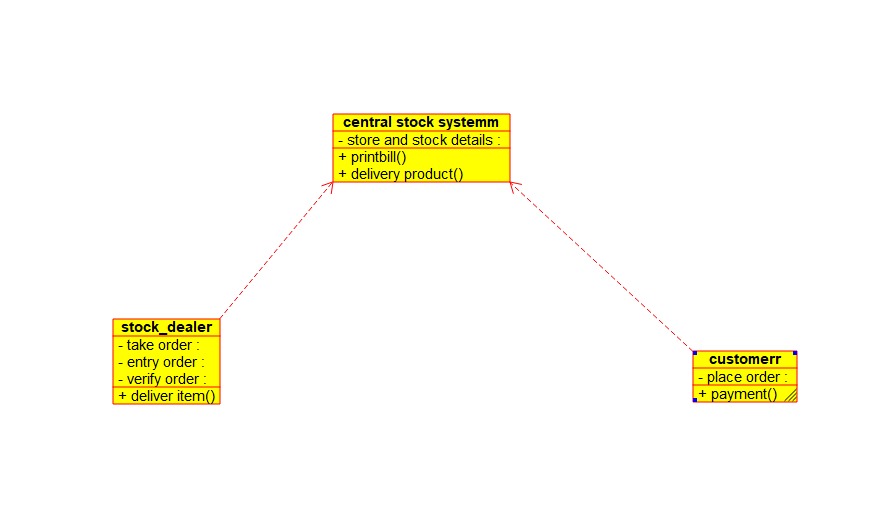 central stock systemm
- store and stock details :
+ printbill()
+ delivery product()
stock_dealer
- take order :
- entry order :
- verify order :
+ deliver item()
customerr
- place order :
+ payment()